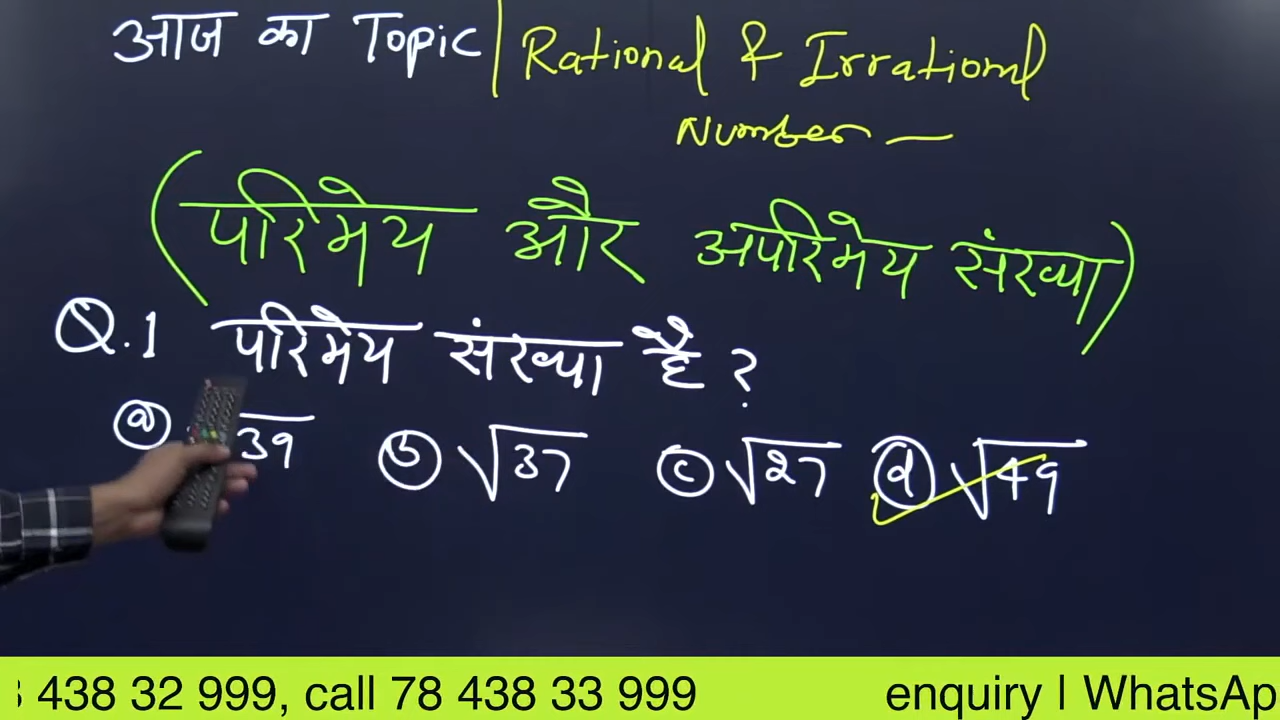 आज का Topic | Rational & Irrational
Number —
(परिमेय और अपरिमेय संख्या)
Q.1 परिमेय संख्या है ?
ⓐ 39 ⓑ √37 ⓒ √27 ⓓ √49
438 32 999, call 78 438 33 999 enquiry | WhatsAp